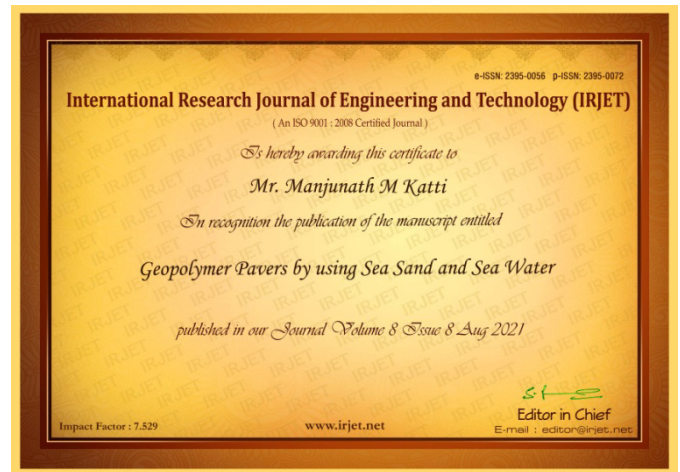 e-ISSN: 2395-0056 p-ISSN: 2395-0072
International Research Journal of Engineering and Technology (IRJET)
( An ISO 9001 : 2008 Certified Journal )
Is hereby awarding this certificate to
Mr. Manjunath M Katti
In recognition the publication of the manuscript entitled
Geopolymer Pavers by using Sea Sand and Sea Water
published in our Journal Volume 8 Issue 8 Aug 2021
Editor in Chief
Impact Factor : 7.529 www.irjet.net E-mail : editor@irjet.net